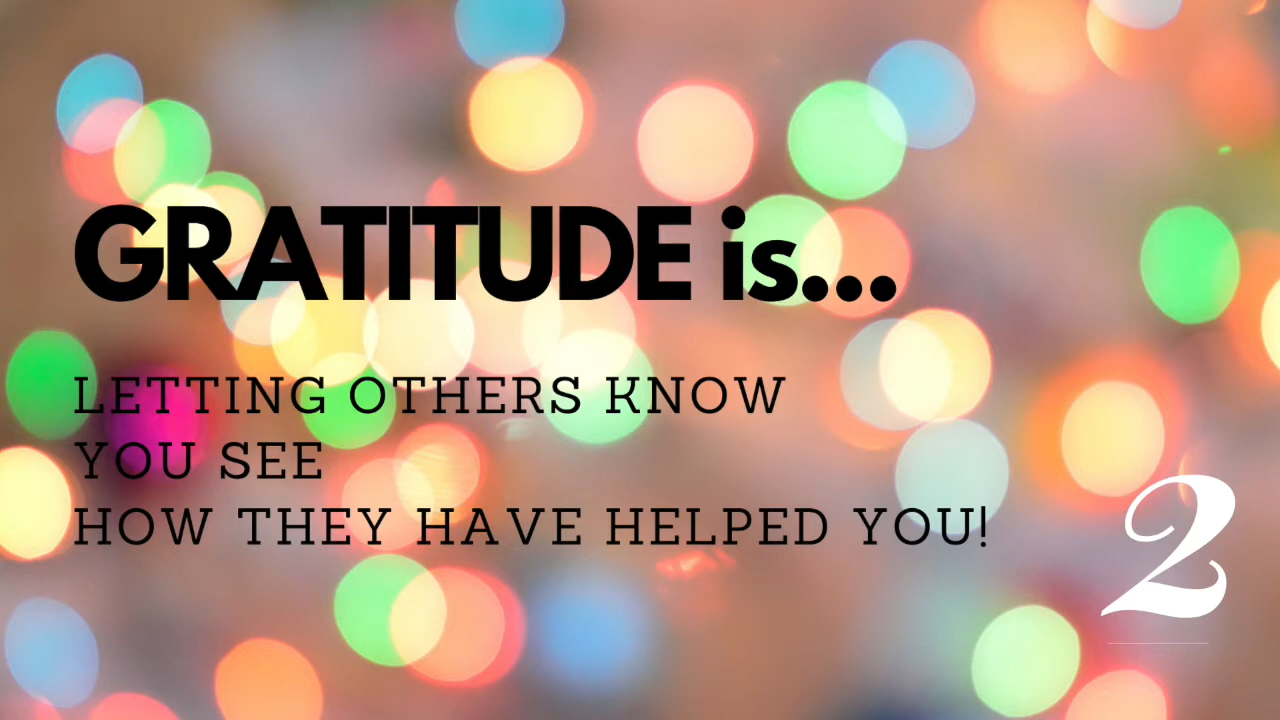 GRATITUDE is...
LETTING OTHERS KNOW
YOU SEE
HOW THEY HAVE HELPED YOU!
2